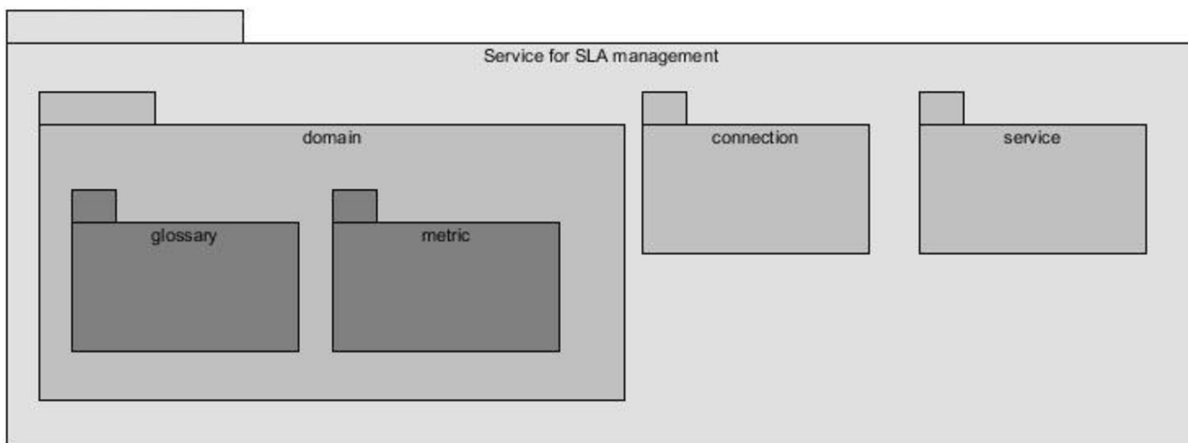 Service for SLA management
domain
connection
service
glossary
metric